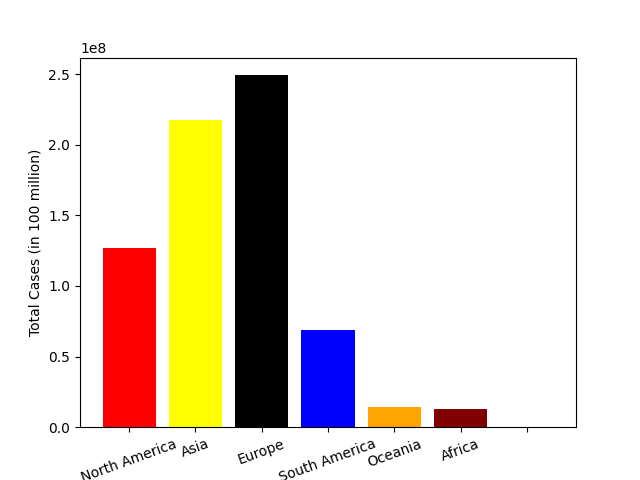 1e8
2.5
2.0
1.5
1.0
0.5
0.0
Total Cases (in 100 million)
North America
Asia
Europe
South America
Oceania
Africa